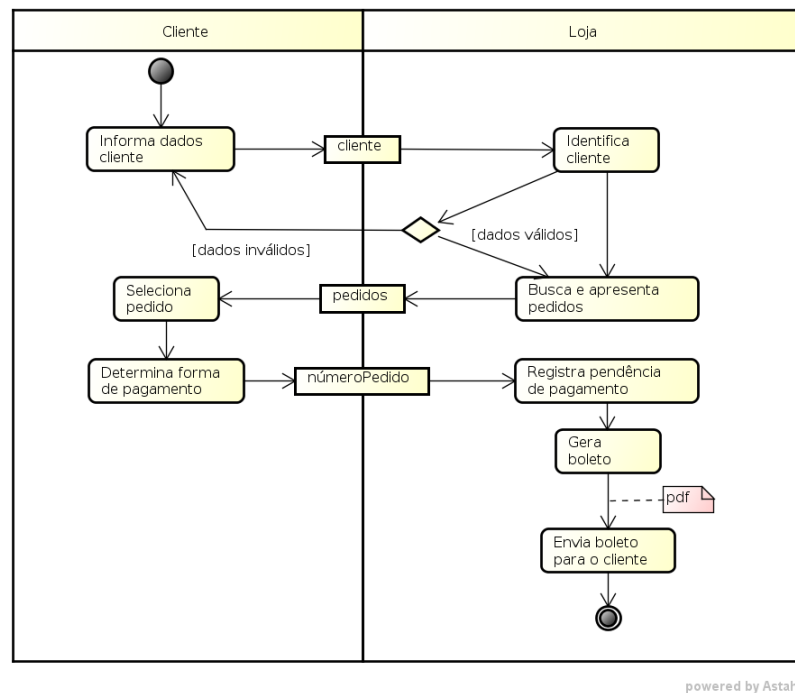 Cliente
Loja
Informa dados
cliente
cliente
Identifica
cliente
[dados válidos]
[dados inválidos]
Seleciona
pedido
pedidos
Busca e apresenta
pedidos
Determina forma
de pagamento
númeroPedido
Registra pendência
de pagamento
Gera
boleto
pdf
Envia boleto
para o cliente
powered by Astah